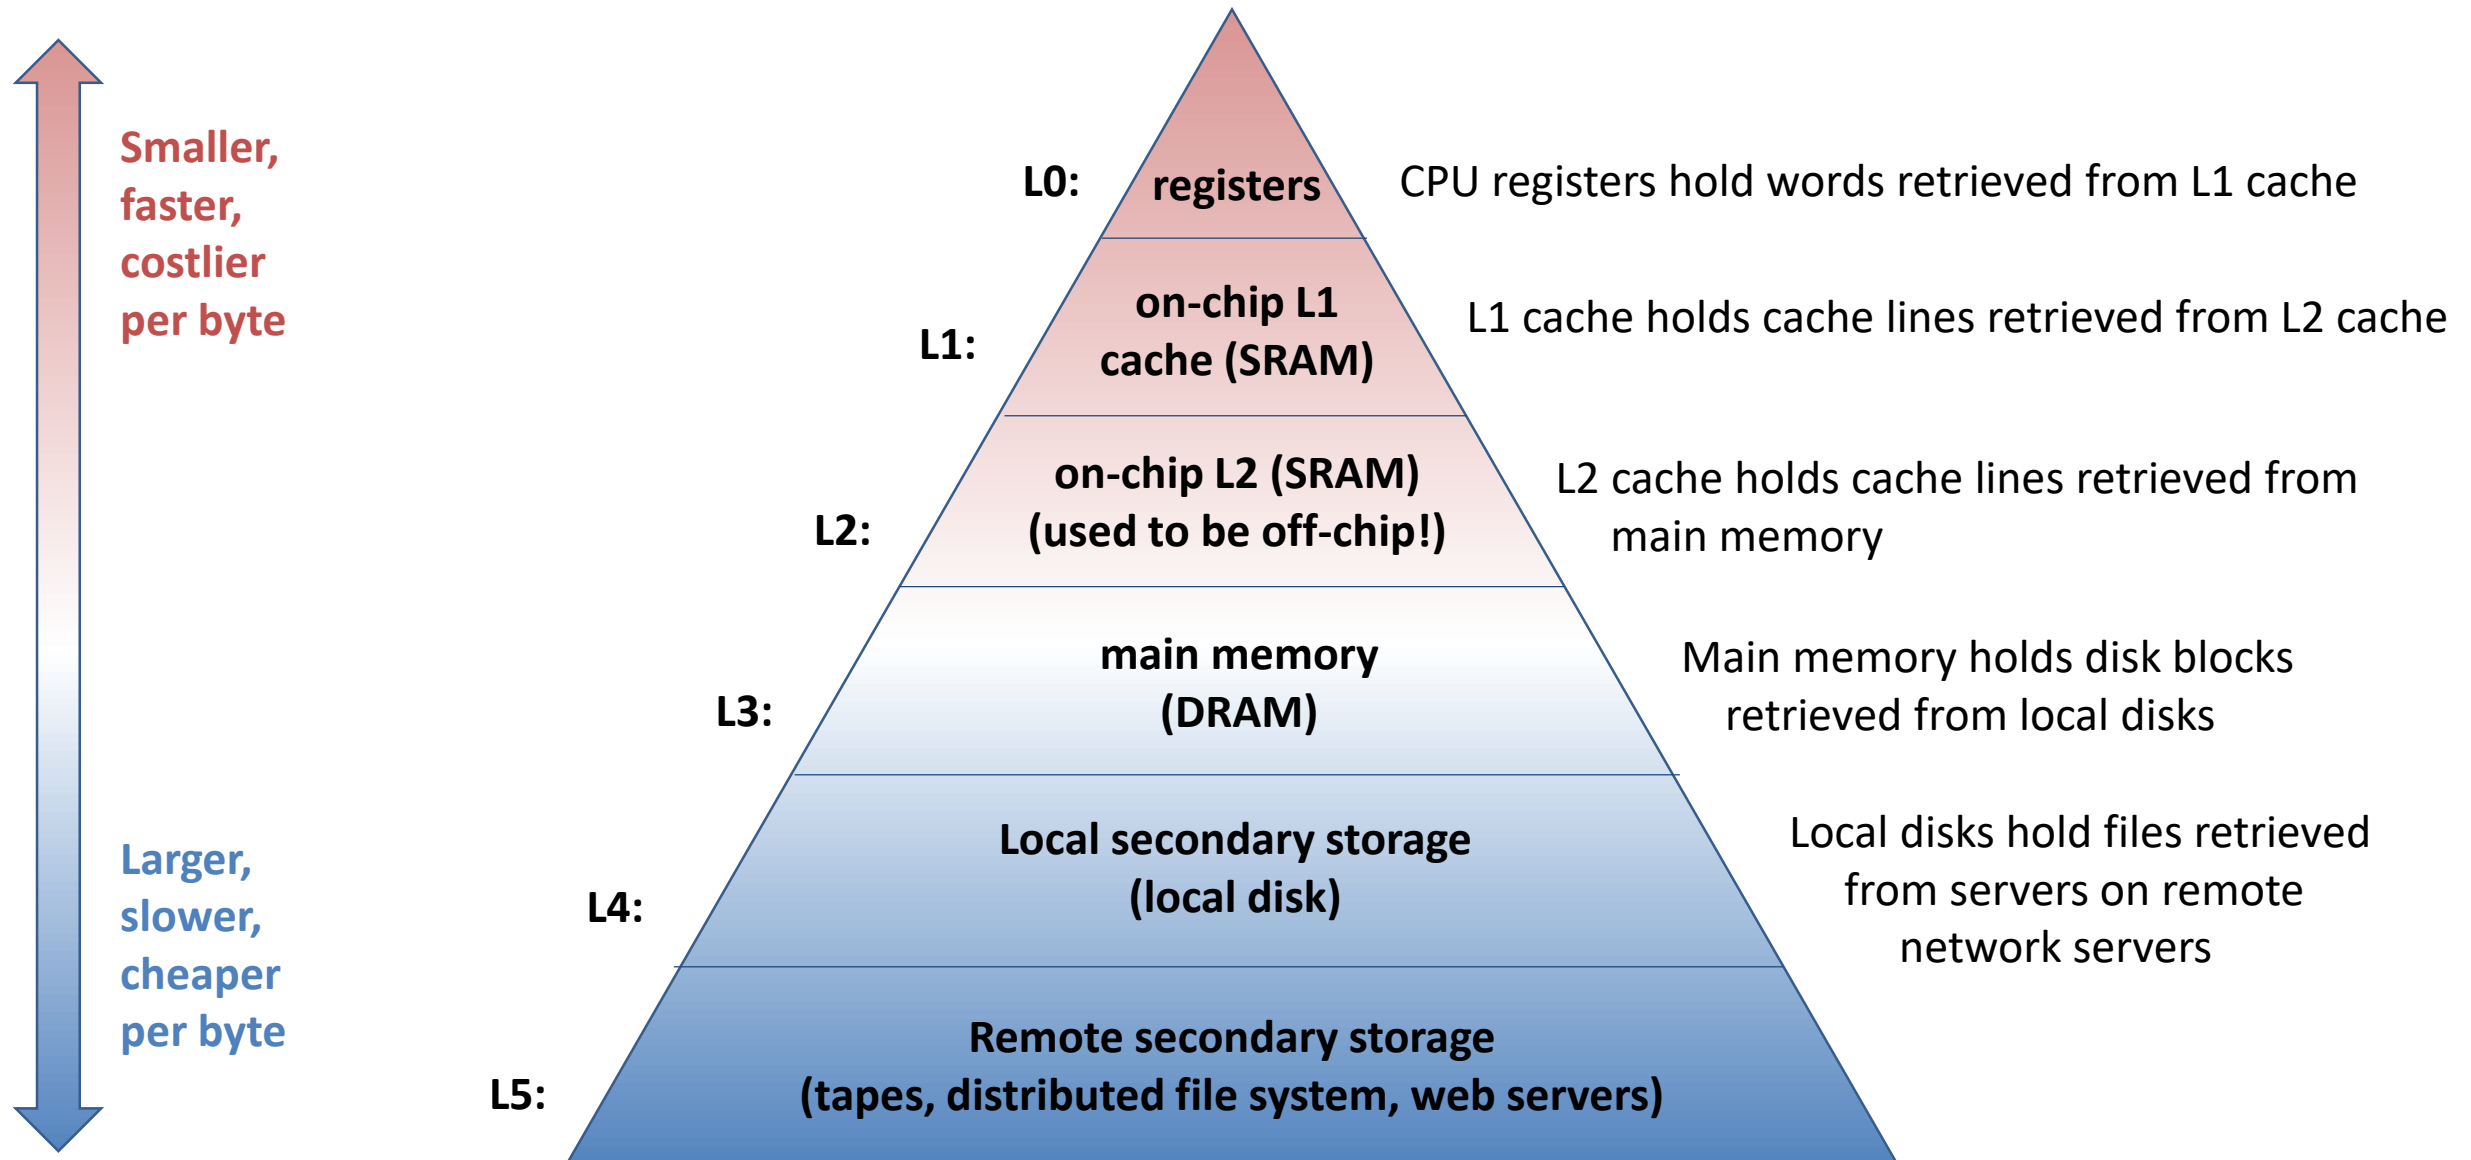 Smaller,
faster,
costlier
per byte
Larger,
slower,
cheaper
per byte
L0:
registers
CPU registers hold words retrieved from L1 cache
L1:
on-chip L1
cache (SRAM)
L1 cache holds cache lines retrieved from L2 cache
L2:
on-chip L2 (SRAM)
(used to be off-chip!)
L2 cache holds cache lines retrieved from
main memory
L3:
main memory
(DRAM)
Main memory holds disk blocks
retrieved from local disks
L4:
Local secondary storage
(local disk)
Local disks hold files retrieved
from servers on remote
network servers
L5:
Remote secondary storage
(tapes, distributed file system, web servers)